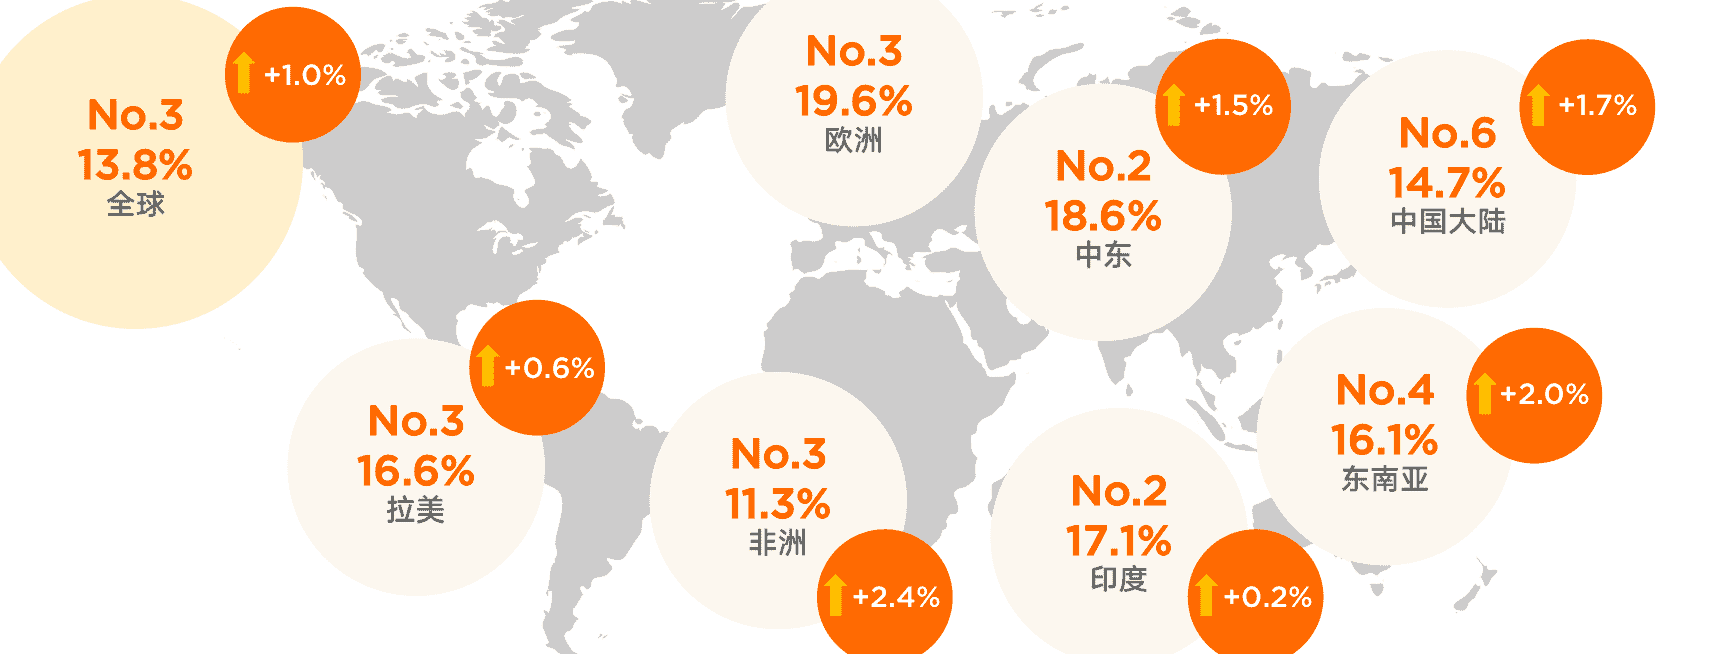 No.3
13.8%
全球
+1.0%
No.3
19.6%
欧洲
No.2
18.6%
中东
+1.5%
No.6
14.7%
中国大陆
+1.7%
No.3
16.6%
拉美
+0.6%
No.3
11.3%
非洲
+2.4%
No.2
17.1%
印度
+0.2%
No.4
16.1%
东南亚
+2.0%